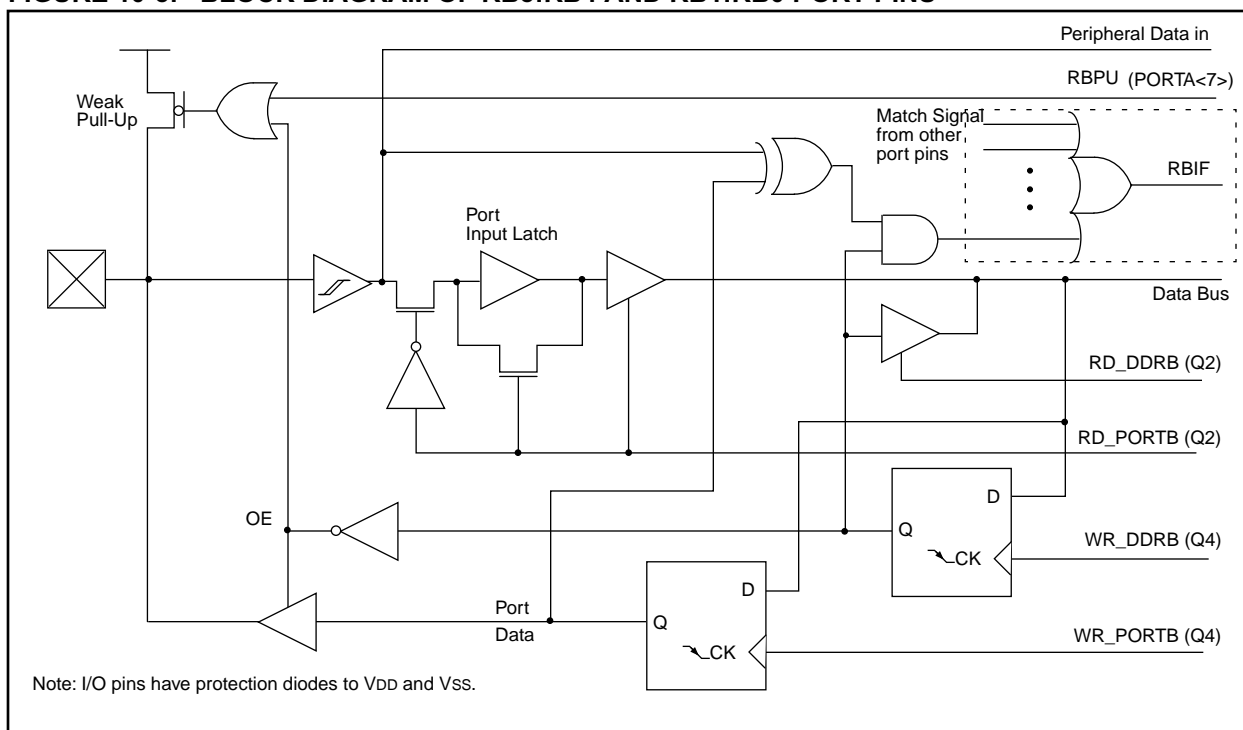 Peripheral Data in
RBPU (PORTA<7>)
Weak
Pull-Up
Match Signal
from other
port pins
RBIF
Port
Input Latch
Data Bus
RD_DDRB (Q2)
RD_PORTB (Q2)
D
OE
Q
WR_DDRB (Q4)
CK
D
Port
Data
Q
CK
WR_PORTB (Q4)
Note: I/O pins have protection diodes to VDD and VSS.